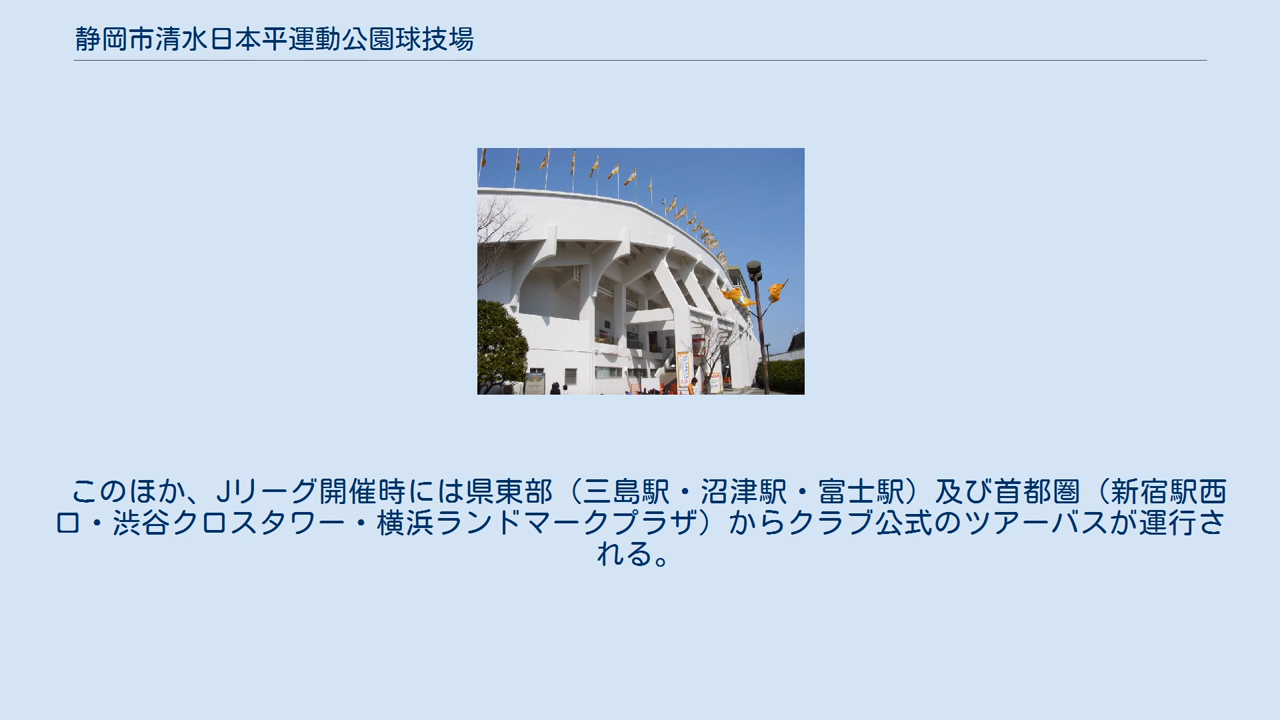 静岡市清水日本平運動公園球技場
このほか、Jリーグ開催時には県東部（三島駅・沼津駅・富士駅）及び首都圏（新宿駅西
口・渋谷クロスタワー・横浜ランドマークプラザ）からクラブ公式のツアーバスが運行さ
れる。